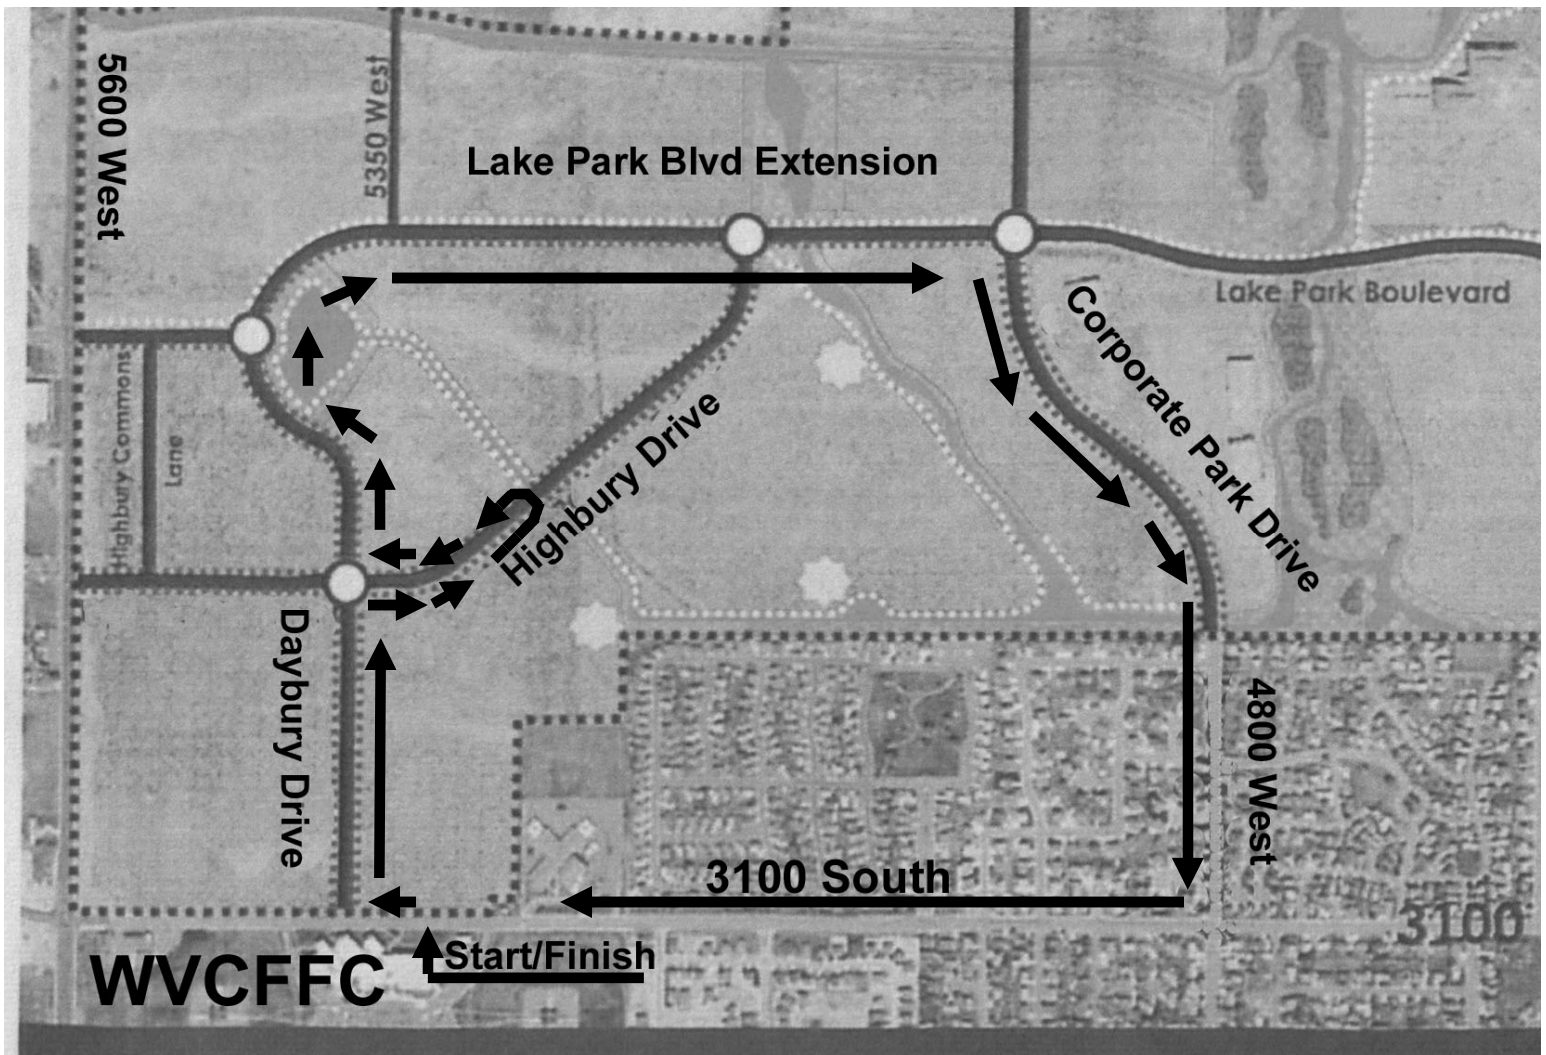 5600 West
5350 West
Lake Park Blvd Extension
Lake Park Boulevard
Corporate Park Drive
Highbury Commons
Lane
Highbury Drive
Daybury Drive
4800 West
3100 South
3100
Start/Finish
WVCFFC